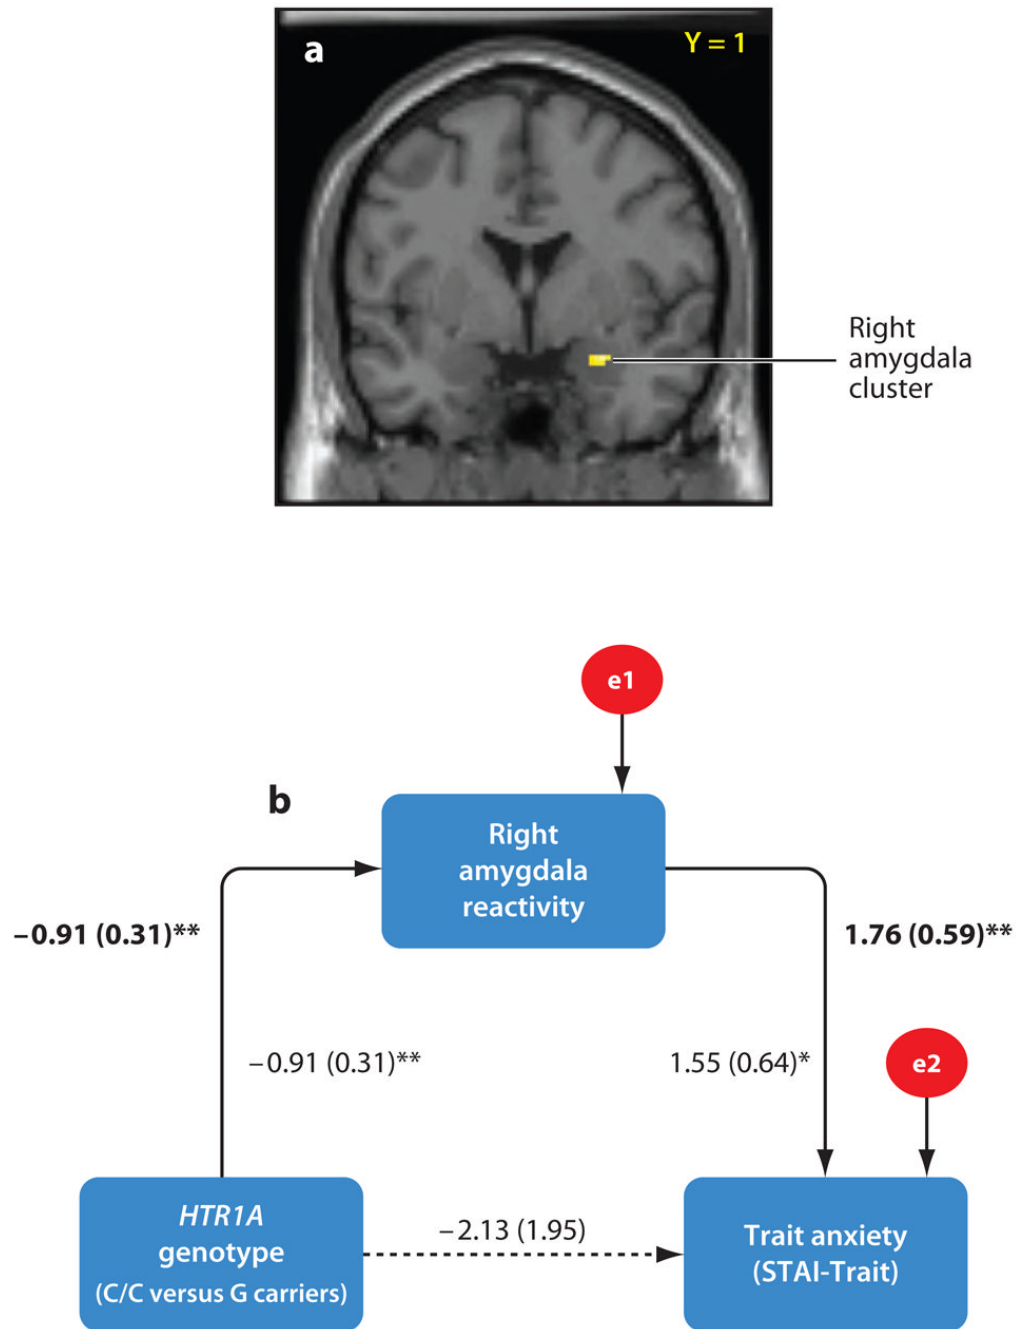 a
Y = 1
Right
amygdala
cluster
e1
b
Right
amygdala
reactivity
–0.91 (0.31)**
1.76 (0.59)**
–0.91 (0.31)**
1.55 (0.64)*
e2
HTR1A
genotype
(C/C versus G carriers)
–2.13 (1.95)
Trait anxiety
(STAI-Trait)